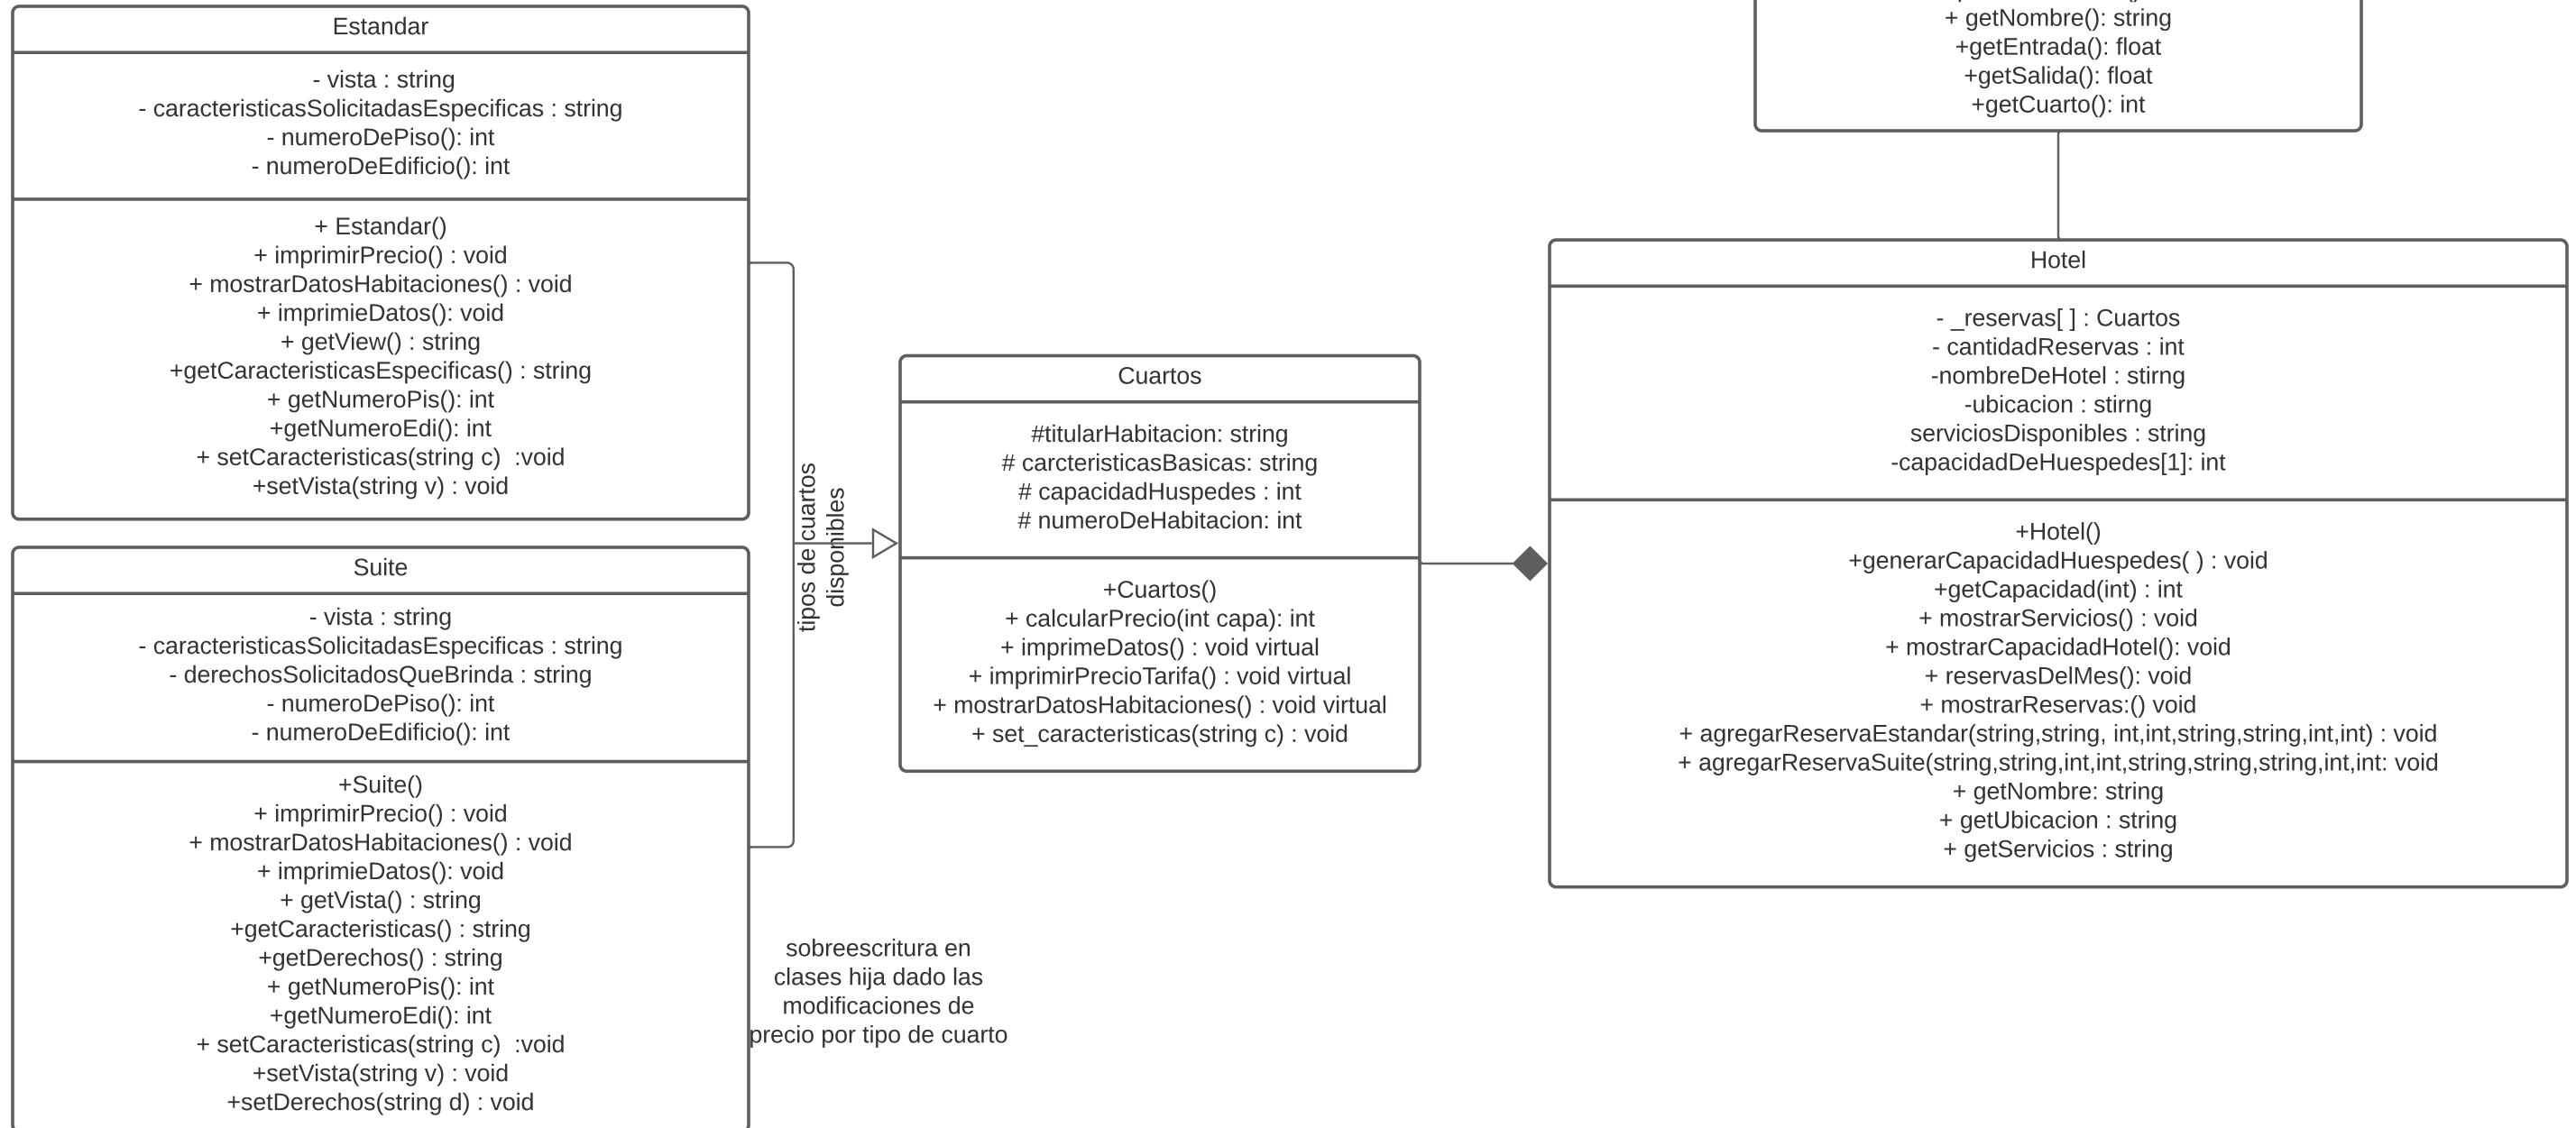 Estandar
- vista : string
- caracteristicasSolicitadasEspecificas : string
- numeroDePiso(): int
- numeroDeEdificio(): int
+ Estandar()
+ imprimirPrecio() : void
+ mostrarDatosHabitaciones() : void
+ imprimieDatos(): void
+ getView() : string
+getCaracteristicasEspecificas() : string
+ getNumeroPis(): int
+getNumeroEdi(): int
+ setCaracteristicas(string c)  :void
+setVista(string v) : void
Suite
- vista : string
- caracteristicasSolicitadasEspecificas : string
- derechosSolicitadosQueBrinda : string
- numeroDePiso(): int
- numeroDeEdificio(): int
+Suite()
+ imprimirPrecio() : void
+ mostrarDatosHabitaciones() : void
+ imprimieDatos(): void
+ getVista() : string
+getCaracteristicas() : string
+getDerechos() : string
+ getNumeroPis(): int
+getNumeroEdi(): int
+ setCaracteristicas(string c)  :void
+setVista(string v) : void
+setDerechos(string d) : void
tipos de cuartos
disponibles
sobreescritura en
clases hija dado las
modificaciones de
precio por tipo de cuarto
Cuartos
#titularHabitacion: string
# carcteristicasBasicas: string
# capacidadHuspedes : int
# numeroDeHabitacion: int
+Cuartos()
+ calcularPrecio(int capa): int
+ imprimeDatos() : void virtual
+ imprimirPrecioTarifa() : void virtual
+ mostrarDatosHabitaciones() : void virtual
+ set_caracteristicas(string c) : void
+ getNombre(): string
+getEntrada(): float
+getSalida(): float
+getCuarto(): int
Hotel
- _reservas[ ] : Cuartos
- cantidadReservas : int
-nombreDeHotel : stirng
-ubicacion : stirng
serviciosDisponibles : string
-capacidadDeHuespedes[1]: int
+Hotel()
+generarCapacidadHuespedes( ) : void
+getCapacidad(int) : int
+ mostrarServicios() : void
+ mostrarCapacidadHotel(): void
+ reservasDelMes(): void
+ mostrarReservas:() void
+ agregarReservaEstandar(string,string, int,int,string,string,int,int) : void
+ agregarReservaSuite(string,string,int,int,string,string,string,int,int: void
+ getNombre: string
+ getUbicacion : string
+ getServicios : string